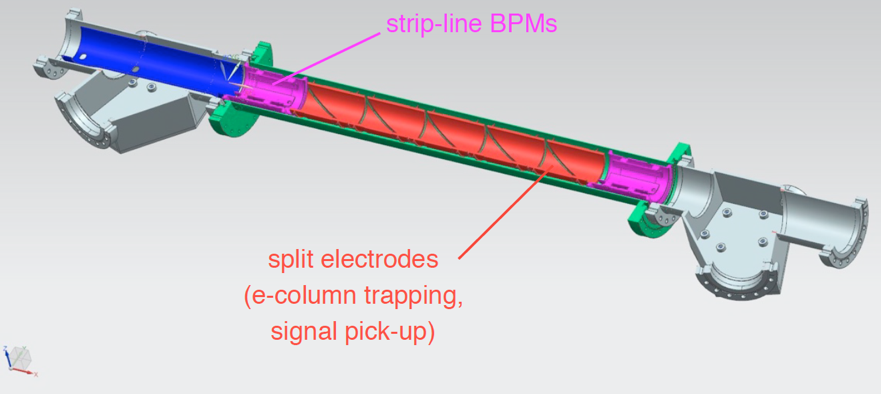 strip-line BPMs
split electrodes
(e-column trapping,
signal pick-up)
Z
X